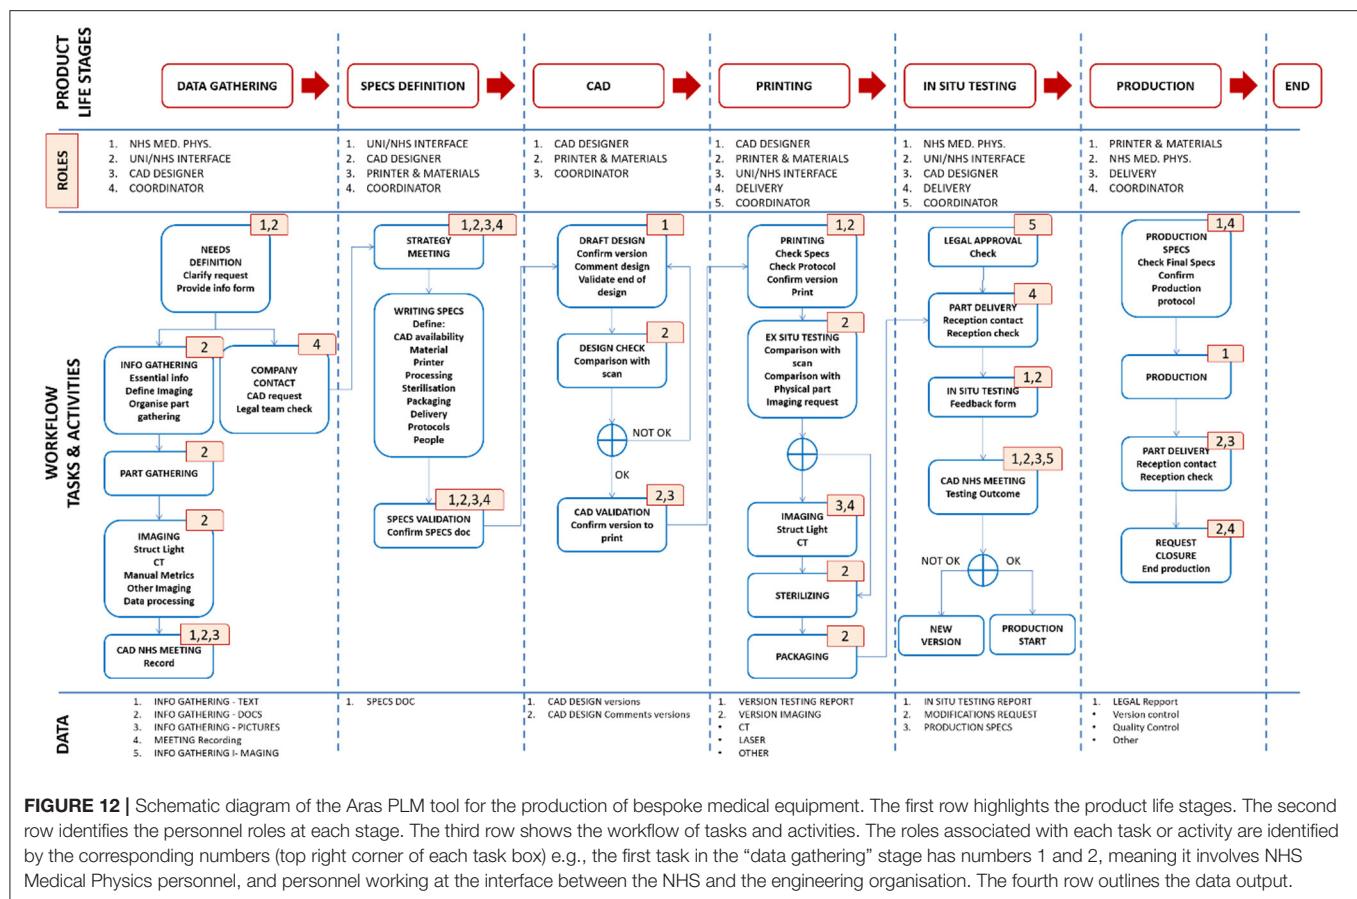 PRODUCT
LIFE STAGES
DATA GATHERING
SPECS DEFINITION
CAD
PRINTING
IN SITU TESTING
PRODUCTION
END
ROLES
1. NHS MED. PHYS.
2. UNI/NHS INTERFACE
3. CAD DESIGNER
4. COORDINATOR
1. UNI/NHS INTERFACE
2. CAD DESIGNER
3. PRINTER & MATERIALS
4. COORDINATOR
1. CAD DESIGNER
2. PRINTER & MATERIALS
3. COORDINATOR
1. CAD DESIGNER
2. PRINTER & MATERIALS
3. UNI/NHS INTERFACE
4. DELIVERY
5. COORDINATOR
1. NHS MED. PHYS.
2. UNI/NHS INTERFACE
3. CAD DESIGNER
4. DELIVERY
5. COORDINATOR
1. PRINTER & MATERIALS
2. NHS MED. PHYS.
3. DELIVERY
4. COORDINATOR
WORKFLOW
TASKS & ACTIVITIES
1,2
NEEDS
DEFINITION
Clarify request
Provide info form
2
INFO GATHERING
Essential info
Define Imaging
Organise part
gathering
4
COMPANY
CONTACT
CAD request
Legal team check
2
PART GATHERING
2
IMAGING
Struct Light
CT
Manual Metrics
Other Imaging
Data processing
1,2,3
CAD NHS MEETING
Record
1,2,3,4
STRATEGY
MEETING
WRITING SPECS
Define:
CAD availability
Material
Printer
Processing
Sterilisation
Packaging
Delivery
Protocols
People
1,2,3,4
SPECS VALIDATION
Confirm SPECS doc
1
DRAFT DESIGN
Confirm version
Comment design
Validate end of
design
2
DESIGN CHECK
Comparison with
scan
NOT OK
OK
2,3
CAD VALIDATION
Confirm version to
print
1,2
PRINTING
Check Specs
Check Protocol
Confirm version
Print
2
EX SITU TESTING
Comparison with
scan
Comparison with
Physical part
Imaging request
3,4
IMAGING
Struct Light
CT
2
STERILIZING
2
PACKAGING
5
LEGAL APPROVAL
Check
4
PART DELIVERY
Reception contact
Reception check
1,2
IN SITU TESTING
Feedback form
1,2,3,5
CAD NHS MEETING
Testing Outcome
NOT OK
OK
NEW
VERSION
PRODUCTION
START
1,4
PRODUCTION
SPECS
Check Final Specs
Confirm
Production
protocol
1
PRODUCTION
2,3
PART DELIVERY
Reception contact
Reception check
2,4
REQUEST
CLOSURE
End production
DATA
1. INFO GATHERING - TEXT
2. INFO GATHERING - DOCS
3. INFO GATHERING - PICTURES
4. MEETING Recording
5. INFO GATHERING I- MAGING
1. SPECS DOC
1. CAD DESIGN versions
2. CAD DESIGN Comments versions
1. VERSION TESTING REPORT
2. VERSION IMAGING
• CT
• LASER
• OTHER
1. IN SITU TESTING REPORT
2. MODIFICATIONS REQUEST
3. PRODUCTION SPECS
1. LEGAL Repport
• Version control
• Quality Control
• Other
FIGURE 12 | Schematic diagram of the Aras PLM tool for the production of bespoke medical equipment. The first row highlights the product life stages. The second
row identifies the personnel roles at each stage. The third row shows the workflow of tasks and activities. The roles associated with each task or activity are identified
by the corresponding numbers (top right corner of each task box) e.g., the first task in the “data gathering” stage has numbers 1 and 2, meaning it involves NHS
Medical Physics personnel, and personnel working at the interface between the NHS and the engineering organisation. The fourth row outlines the data output.